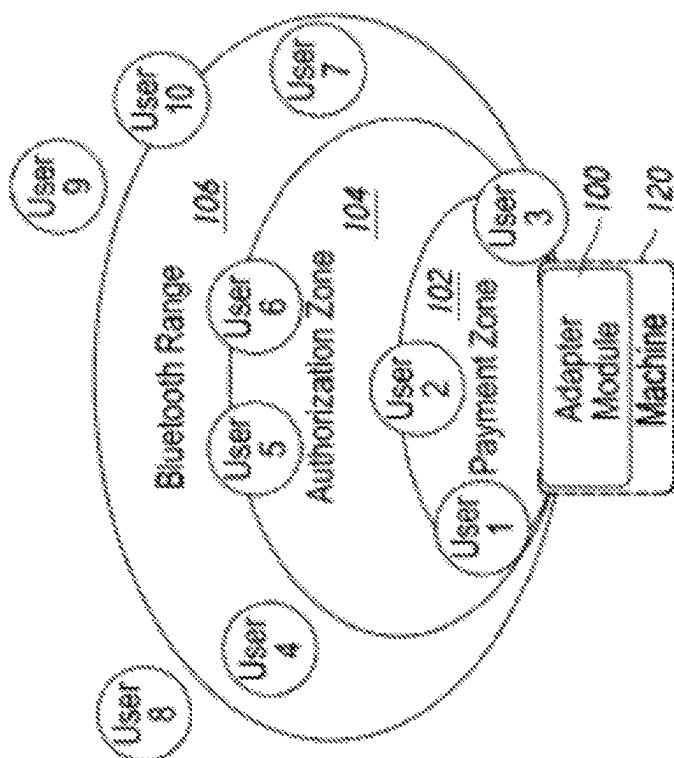 User
9
User
10
User
8
Bluetooth Range
106
User
7
User
4
User
5
User
6
Authorization Zone
104
User
2
102
User
1
Payment Zone
User
3
Adapter
Module
100
Machine
120